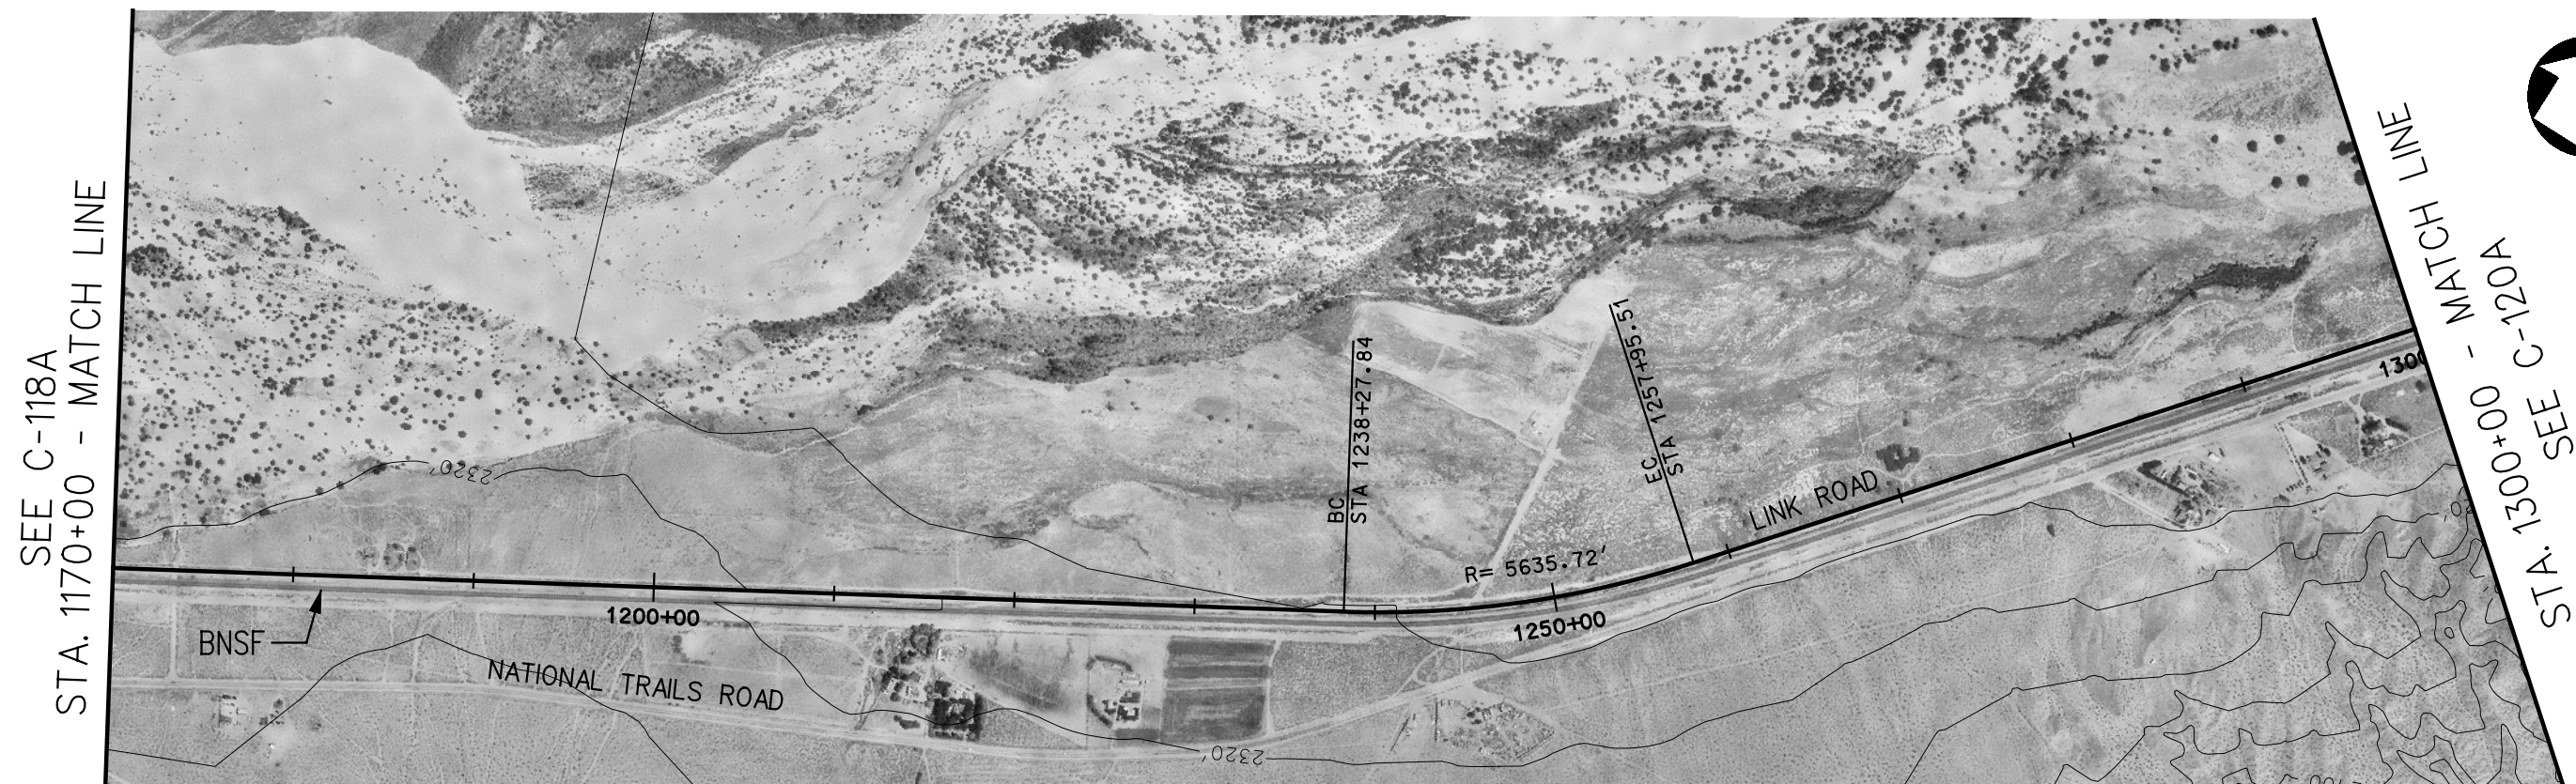 SEE C-118A
STA. 1170+00 - MATCH LINE
2320'
BNSF
1200+00
NATIONAL TRAILS ROAD
BC
STA 1238+27.84
R= 5635.72'
1250+00
EC
STA 1257+95.51
LINK ROAD
2320'
1300
STA. 1300+00 - MATCH LINE
SEE C-120A